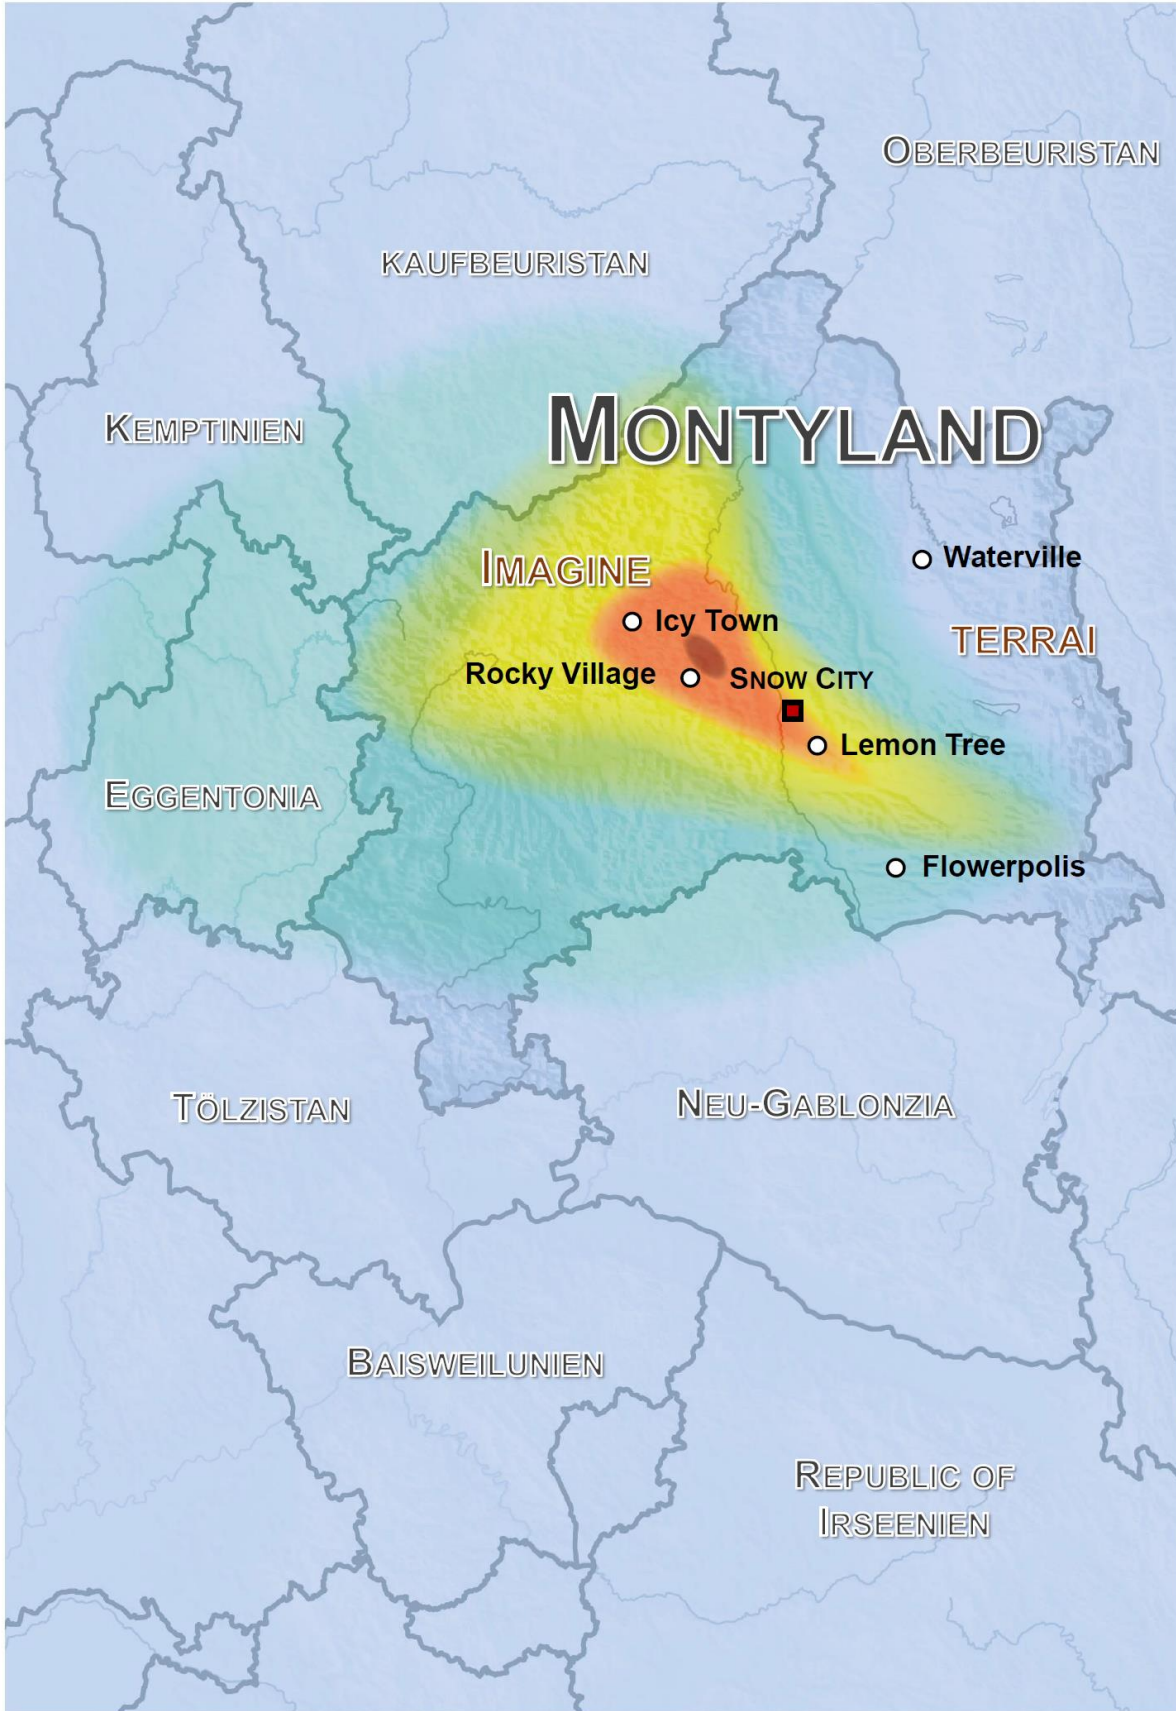 OBERBEURISTAN
KAUFBEURISTAN
MONTYLAND
KEMPTINIEN
IMAGINE
Waterville
Icy Town
TERRAI
Rocky Village
SNOW CITY
Lemon Tree
EGGENTONIA
Flowerpolis
TÖLZISTAN
NEU-GABLONZIA
BAISWEILUNIEN
REPUBLIC OF
IRSEENIEN